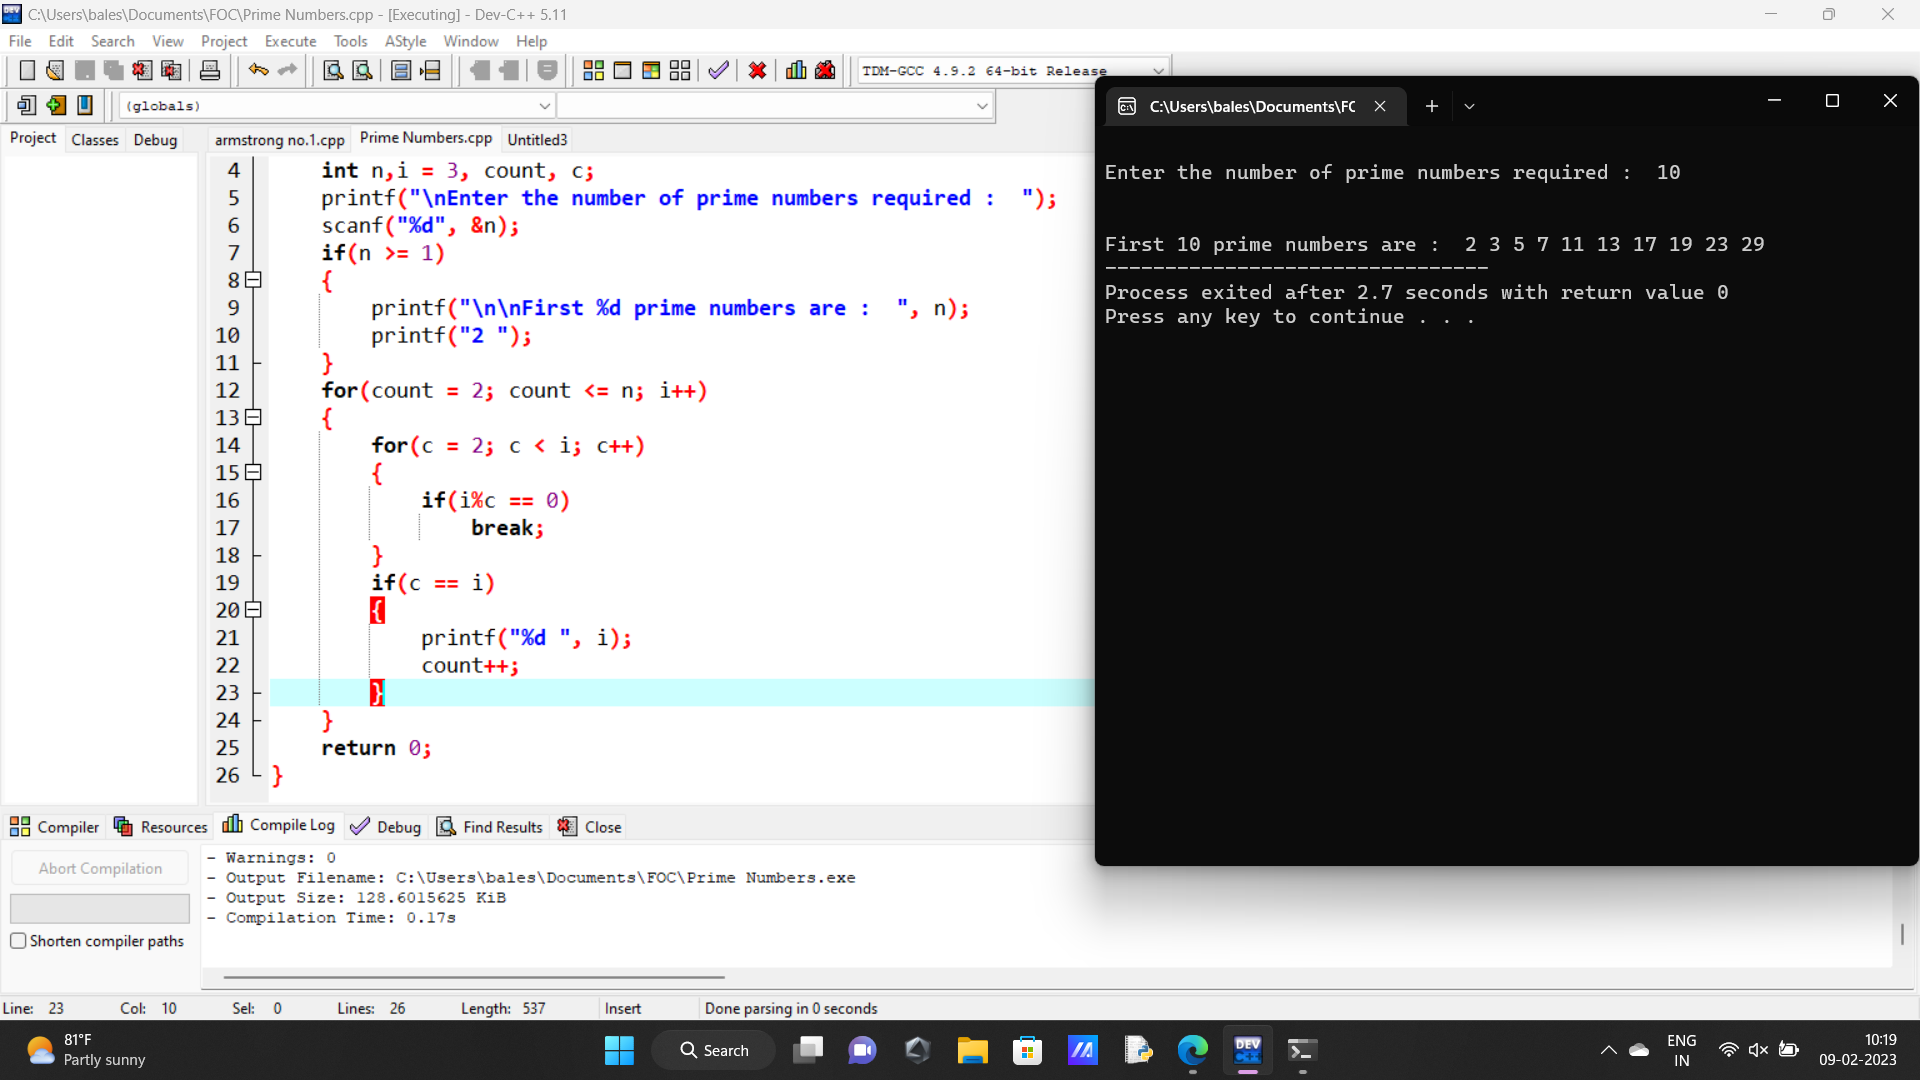 C:\Users\bales\Documents\FOC\Prime Numbers.cpp - [Executing] - Dev-C++ 5.11
File Edit Search View Project Execute Tools AStyle Window Help
TDM-GCC 4.9.2 64-bit Release
(globals)
Project Classes Debug
armstrong no.1.cpp Prime Numbers.cpp Untitled3
4 int n,i = 3, count, c;
5 printf("\nEnter the number of prime numbers required :  ");
6 scanf("%d", &n);
7 if(n >= 1)
8 {
9 printf("\n\nFirst %d prime numbers are :  ", n);
10 printf("2 ");
11 }
12 for(count = 2; count <= n; i++)
13 {
14 for(c = 2; c < i; c++)
15 {
16 if(i%c == 0)
17 break;
18 }
19 if(c == i)
20 {
21 printf("%d ", i);
22 count++;
23 }
24 }
25 return 0;
26 }
C:\Users\bales\Documents\FC
Enter the number of prime numbers required :  10
First 10 prime numbers are :  2 3 5 7 11 13 17 19 23 29
--------------------------------
Process exited after 2.7 seconds with return value 0
Press any key to continue . . .
Compiler Resources Compile Log Debug Find Results Close
Abort Compilation
Shorten compiler paths
- Warnings: 0
- Output Filename: C:\Users\bales\Documents\FOC\Prime Numbers.exe
- Output Size: 128.6015625 KiB
- Compilation Time: 0.17s
Line: 23 Col: 10 Sel: 0 Lines: 26 Length: 537 Insert Done parsing in 0 seconds
81°F
Partly sunny
Search
DEV
C++
ENG
IN
10:19
09-02-2023